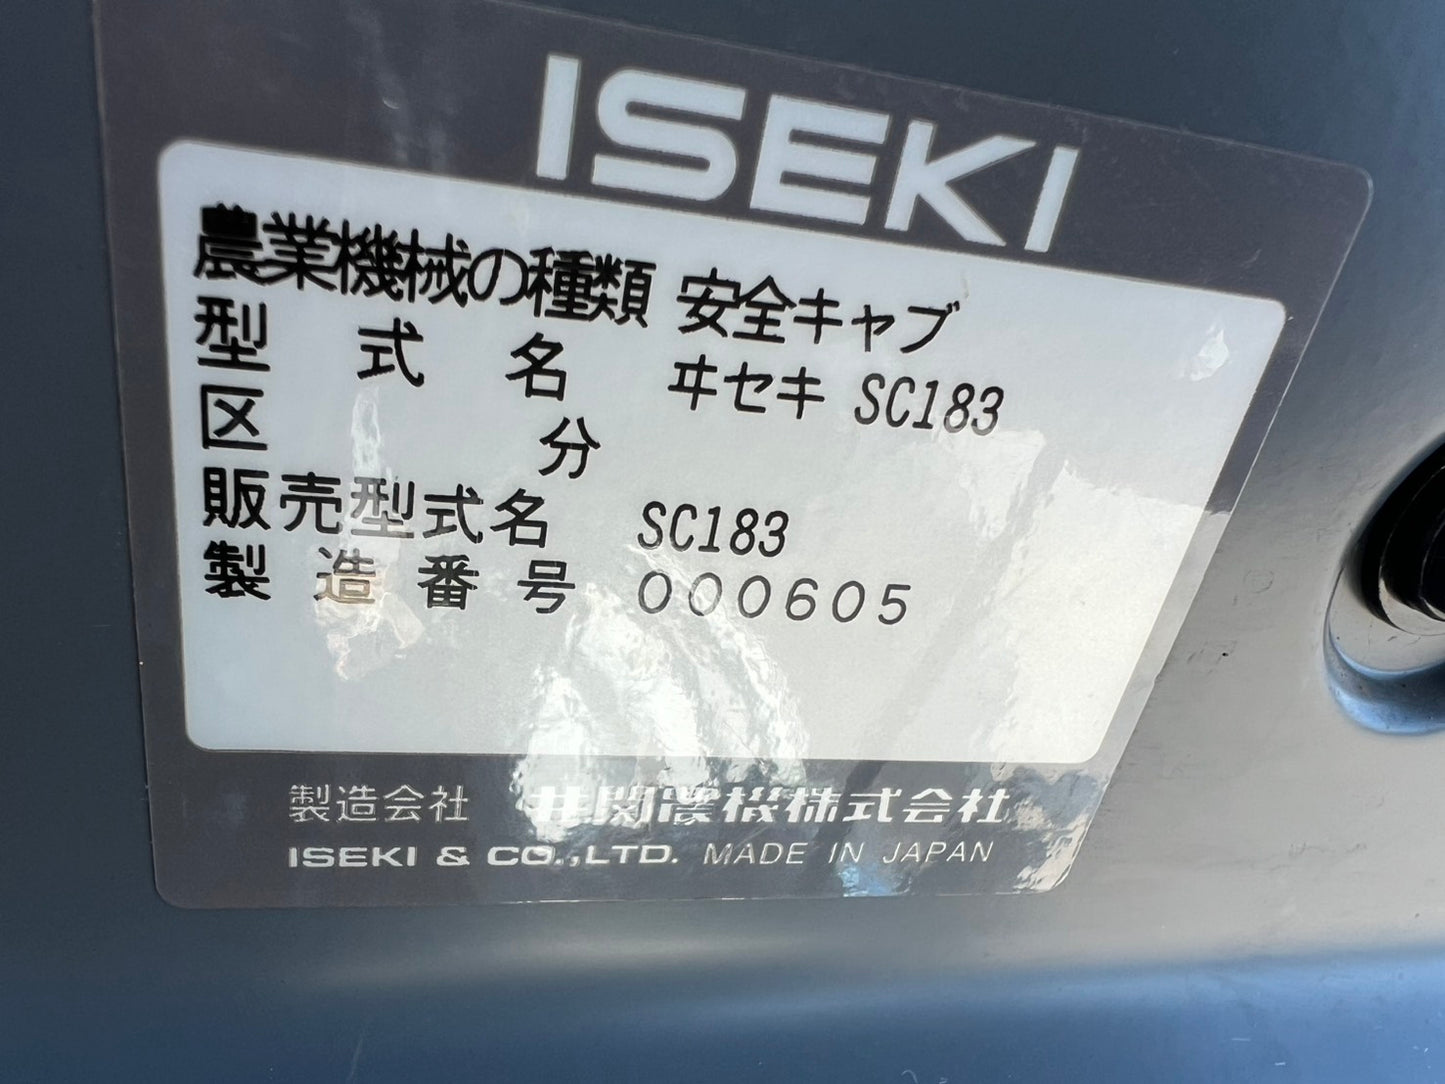 ISEKI
農業機械の種類 安全キャブ
型式名 ヰセキ SC183
区分
販売型式名 SC183
製造番号 000605
製造会社 井関農機株式会社
ISEKI & CO.,LTD. MADE IN JAPAN